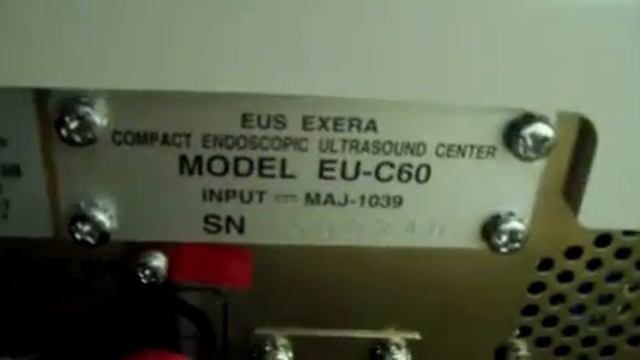 EUS EXERA
COMPACT ENDOSCOPIC ULTRASOUND CENTER
MODEL EU-C60
INPUT ⎓ MAJ-1039
SN